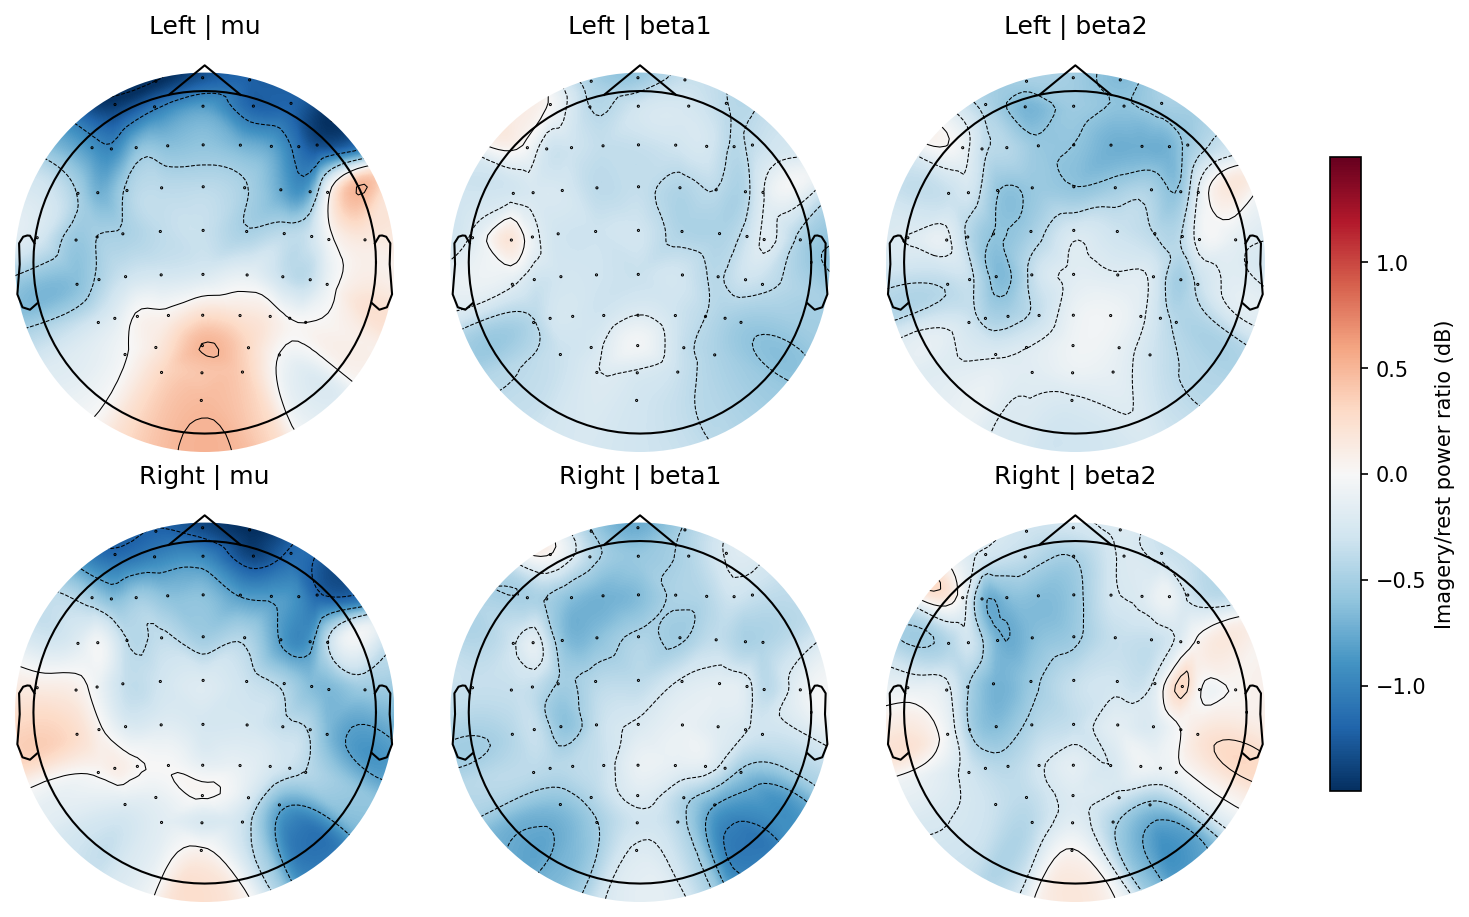 Left | mu
Left | beta1
Left | beta2
Right | mu
Right | beta1
Right | beta2
1.0
0.5
0.0
−0.5
−1.0
Imagery/rest power ratio (dB)